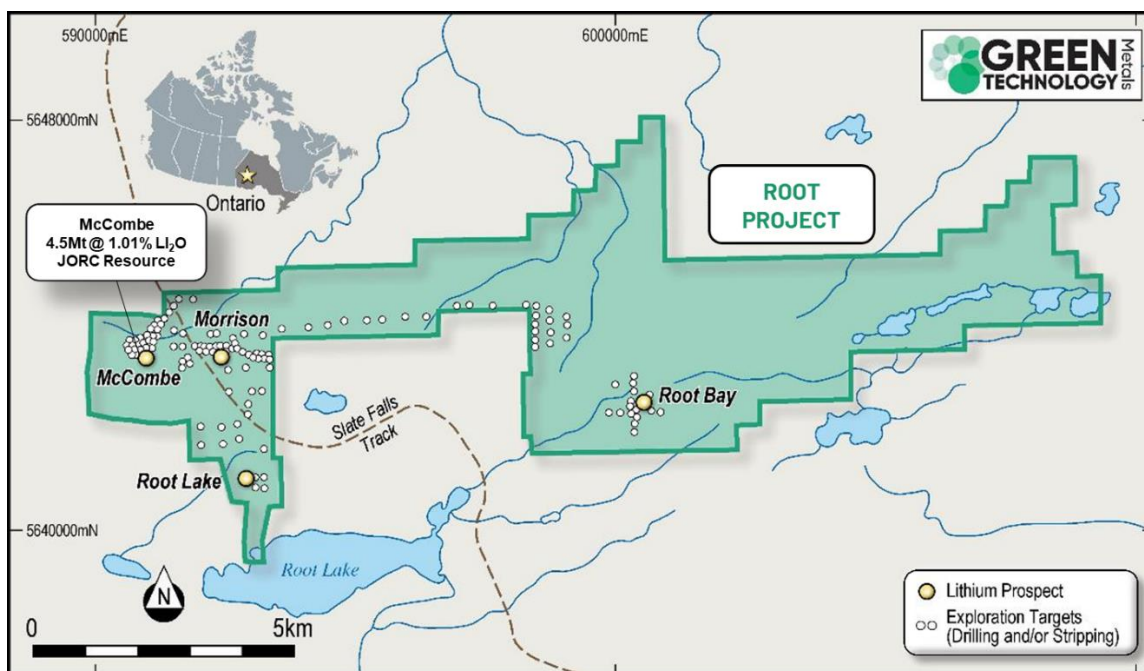 590000mE
600000mE
GREEN
TECHNOLOGY
Metals
5648000mN
Ontario
ROOT
PROJECT
McCombe
4.5Mt @ 1.01% LI₂O
JORC Resource
Morrison
McCombe
Root Bay
Slate Falls
Track
Root Lake
5640000mN
Root Lake
N
0 5km
Lithium Prospect
Exploration Targets
(Drilling and/or Stripping)